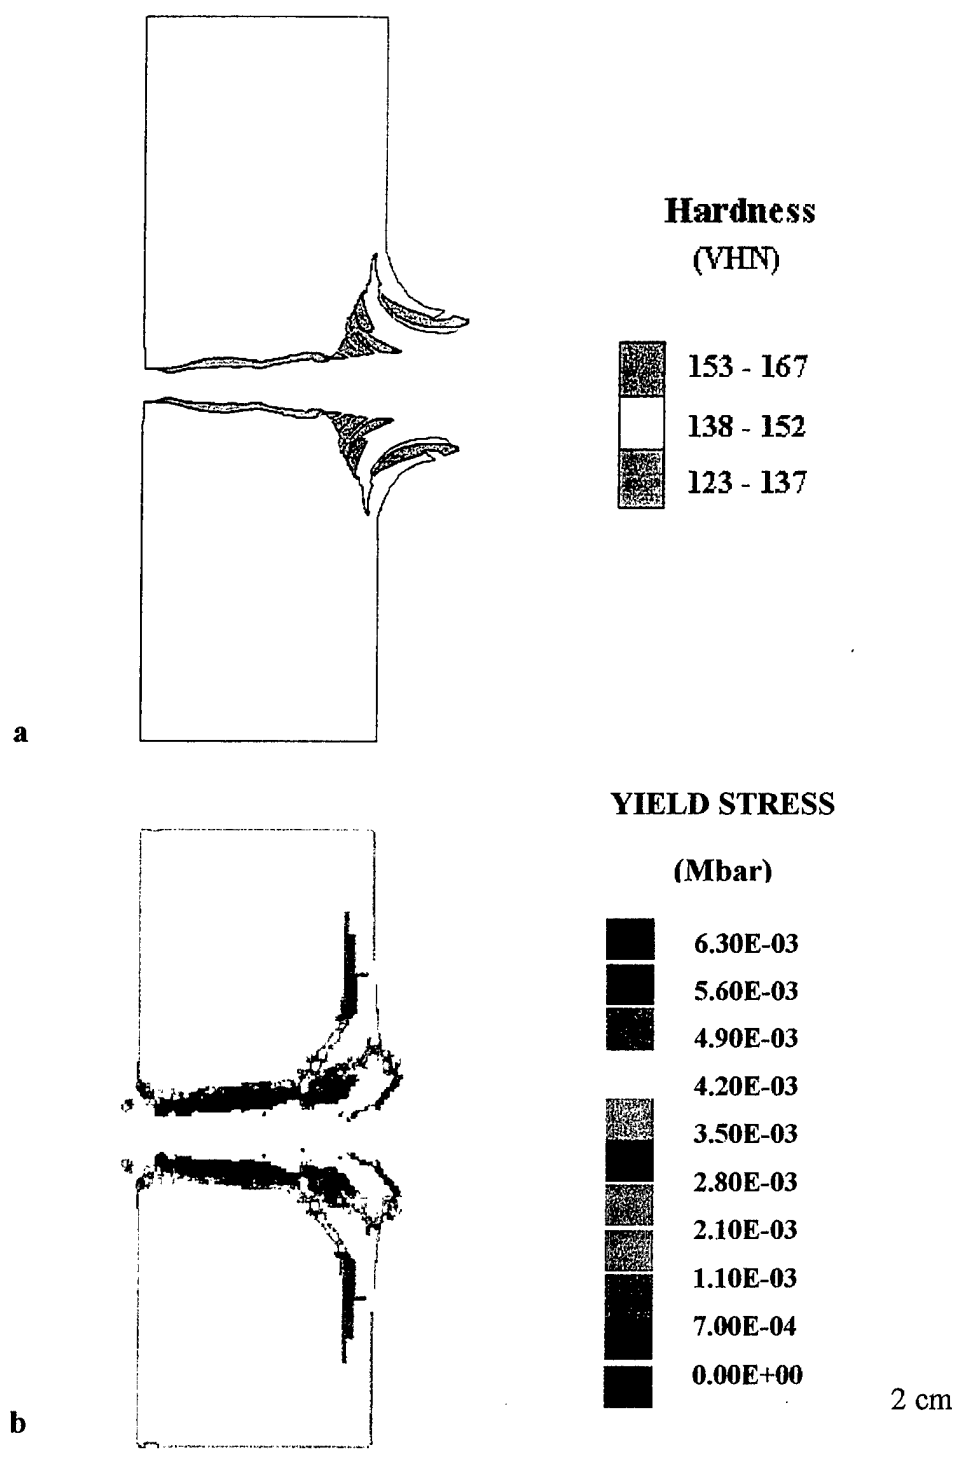 Hardness
(VHN)
153 - 167
138 - 152
123 - 137
a
YIELD STRESS
(Mbar)
6.30E-03
5.60E-03
4.90E-03
4.20E-03
3.50E-03
2.80E-03
2.10E-03
1.10E-03
7.00E-04
0.00E+00
2 cm
b